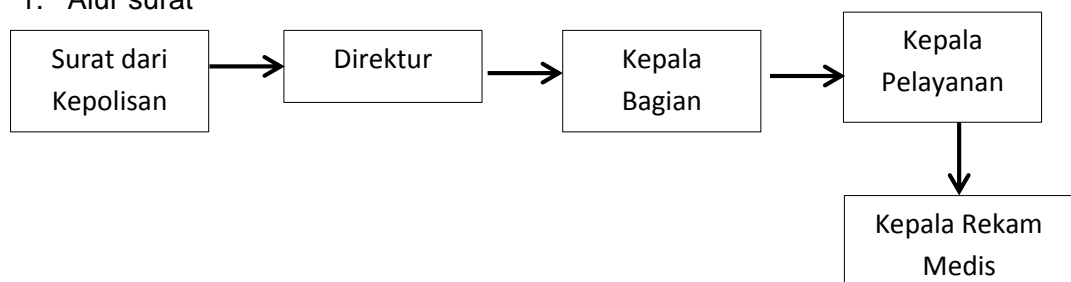 1. Alur surat
Surat dari
Kepolisan
Direktur
Kepala
Bagian
Kepala
Pelayanan
Kepala Rekam
Medis